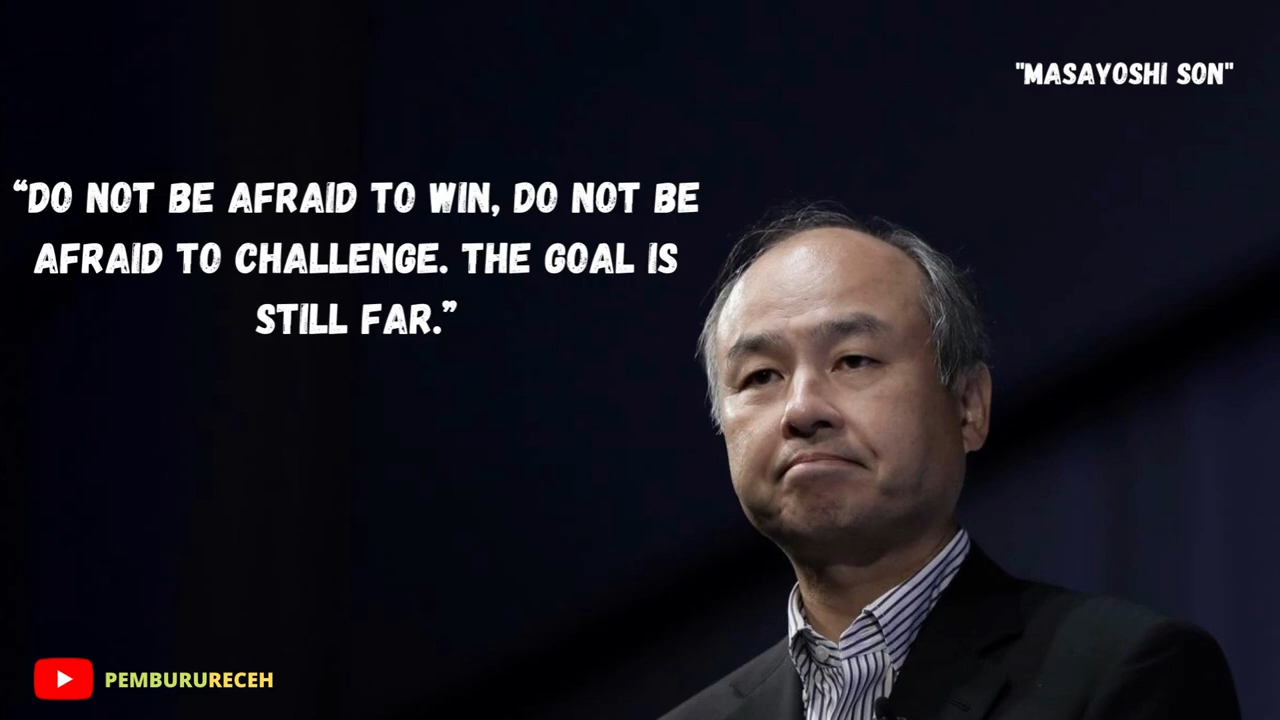 "MASAYOSHI SON"
“DO NOT BE AFRAID TO WIN, DO NOT BE
AFRAID TO CHALLENGE. THE GOAL IS
STILL FAR.”
PEMBURURECEH